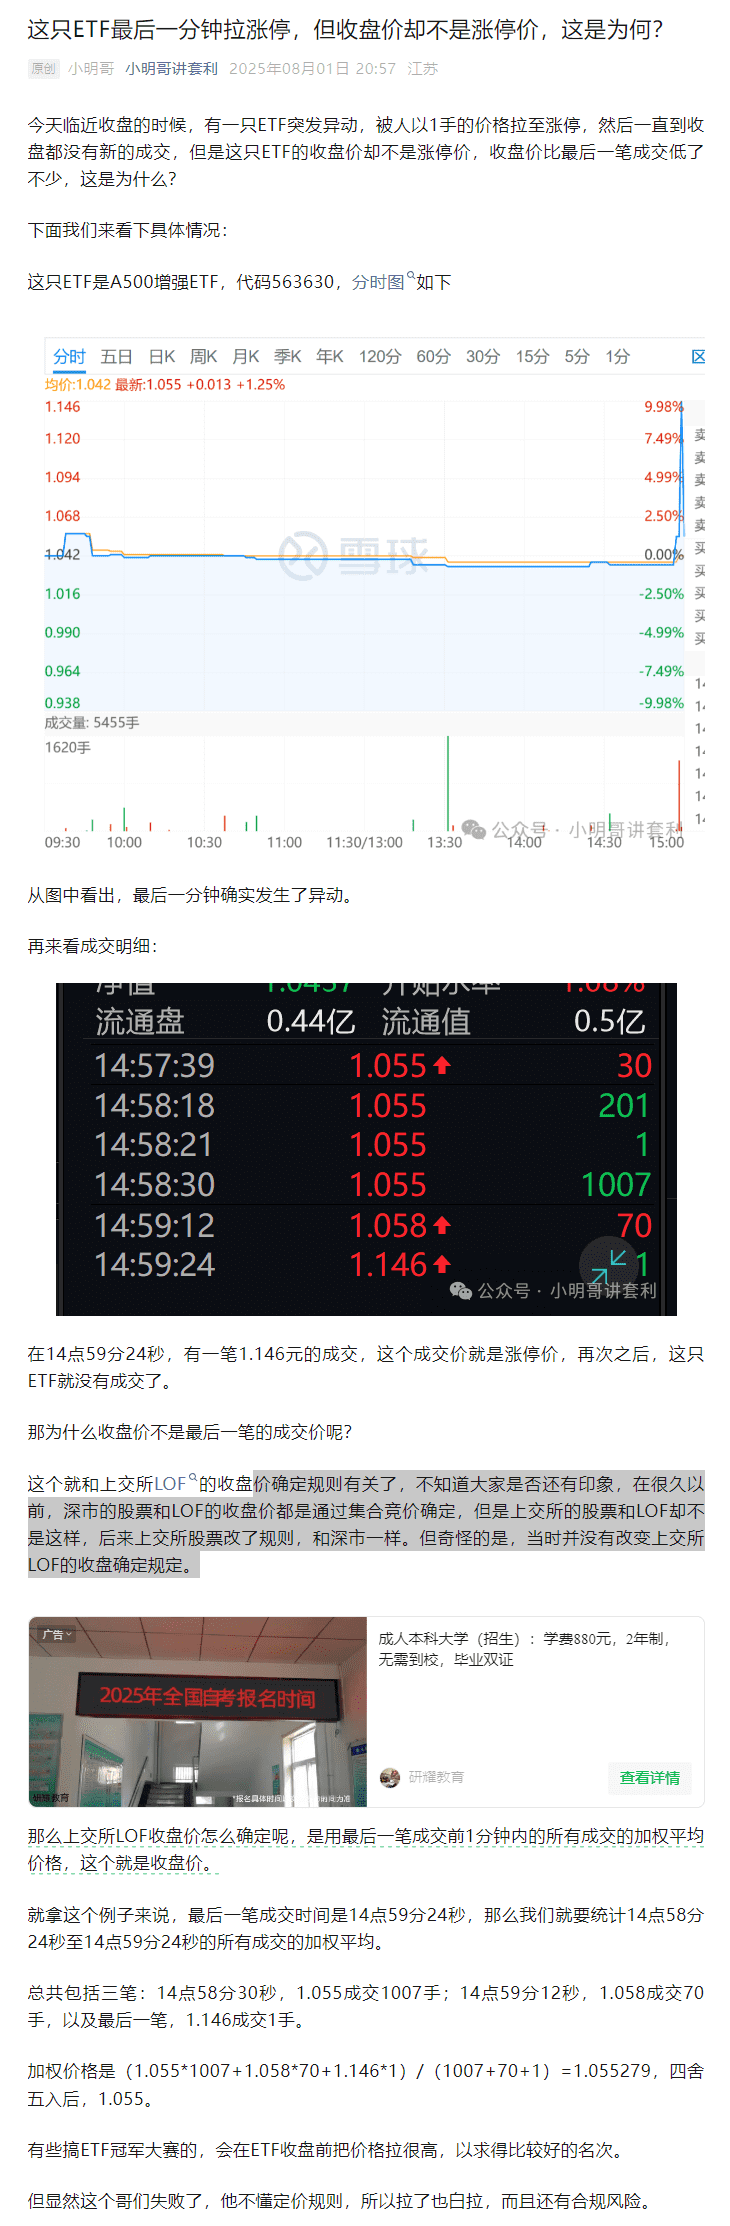 这只ETF最后一分钟拉涨停，但收盘价却不是涨停价，这是为何？
原创 小明哥 小明哥讲套利 2025年08月01日 20:57 江苏
今天临近收盘的时候，有一只ETF突发异动，被人以1手的价格拉至涨停，然后一直到收
盘都没有新的成交，但是这只ETF的收盘价却不是涨停价，收盘价比最后一笔成交低了
不少，这是为什么？
下面我们来看下具体情况：
这只ETF是A500增强ETF，代码563630，分时图如下
分时 五日 日K 周K 月K 季K 年K 120分 60分 30分 15分 5分 1分 区
均价:1.042 最新:1.055 +0.013 +1.25%
1.146 9.98%
卖
1.120 7.49%
卖
1.094 4.99% 卖
卖
1.068 2.50% 卖
买
雪球
1.042 0.00%
买
1.016 -2.50% 买
买
0.990 -4.99% 买
0.964 -7.49%
14
0.938 -9.98% 14
成交量: 5455手 14
1620手 14
14
14
14
公众号 · 小明哥讲套利
09:30 10:00 10:30 11:00 11:30/13:00 13:30 14:00 14:30 15:00
从图中看出，最后一分钟确实发生了异动。
再来看成交明细：
净值 1.0437 升贴水率 1.08%
流通盘 0.44亿 流通值 0.5亿
14:57:39 1.055 30
14:58:18 1.055 201
14:58:21 1.055 1
14:58:30 1.055 1007
14:59:12 1.058 70
14:59:24 1.146 1
公众号 · 小明哥讲套利
在14点59分24秒，有一笔1.146元的成交，这个成交价就是涨停价，再次之后，这只
ETF就没有成交了。
那为什么收盘价不是最后一笔的成交价呢？
这个就和上交所LOF的收盘价确定规则有关了，不知道大家是否还有印象，在很久以
前，深市的股票和LOF的收盘价都是通过集合竞价确定，但是上交所的股票和LOF却不
是这样，后来上交所股票改了规则，和深市一样。但奇怪的是，当时并没有改变上交所
LOF的收盘确定规定。
广告
成人本科大学（招生）：学费880元，2年制，
无需到校，毕业双证
2025年全国自考报名时间
研耀教育
查看详情
研耀教育
那么上交所LOF收盘价怎么确定呢，是用最后一笔成交前1分钟内的所有成交的加权平均
价格，这个就是收盘价。
就拿这个例子来说，最后一笔成交时间是14点59分24秒，那么我们就要统计14点58分
24秒至14点59分24秒的所有成交的加权平均。
总共包括三笔：14点58分30秒，1.055成交1007手；14点59分12秒，1.058成交70
手，以及最后一笔，1.146成交1手。
加权价格是（1.055*1007+1.058*70+1.146*1）/（1007+70+1）=1.055279，四舍
五入后，1.055。
有些搞ETF冠军大赛的，会在ETF收盘前把价格拉很高，以求得比较好的名次。
但显然这个哥们失败了，他不懂定价规则，所以拉了也白拉，而且还有合规风险。